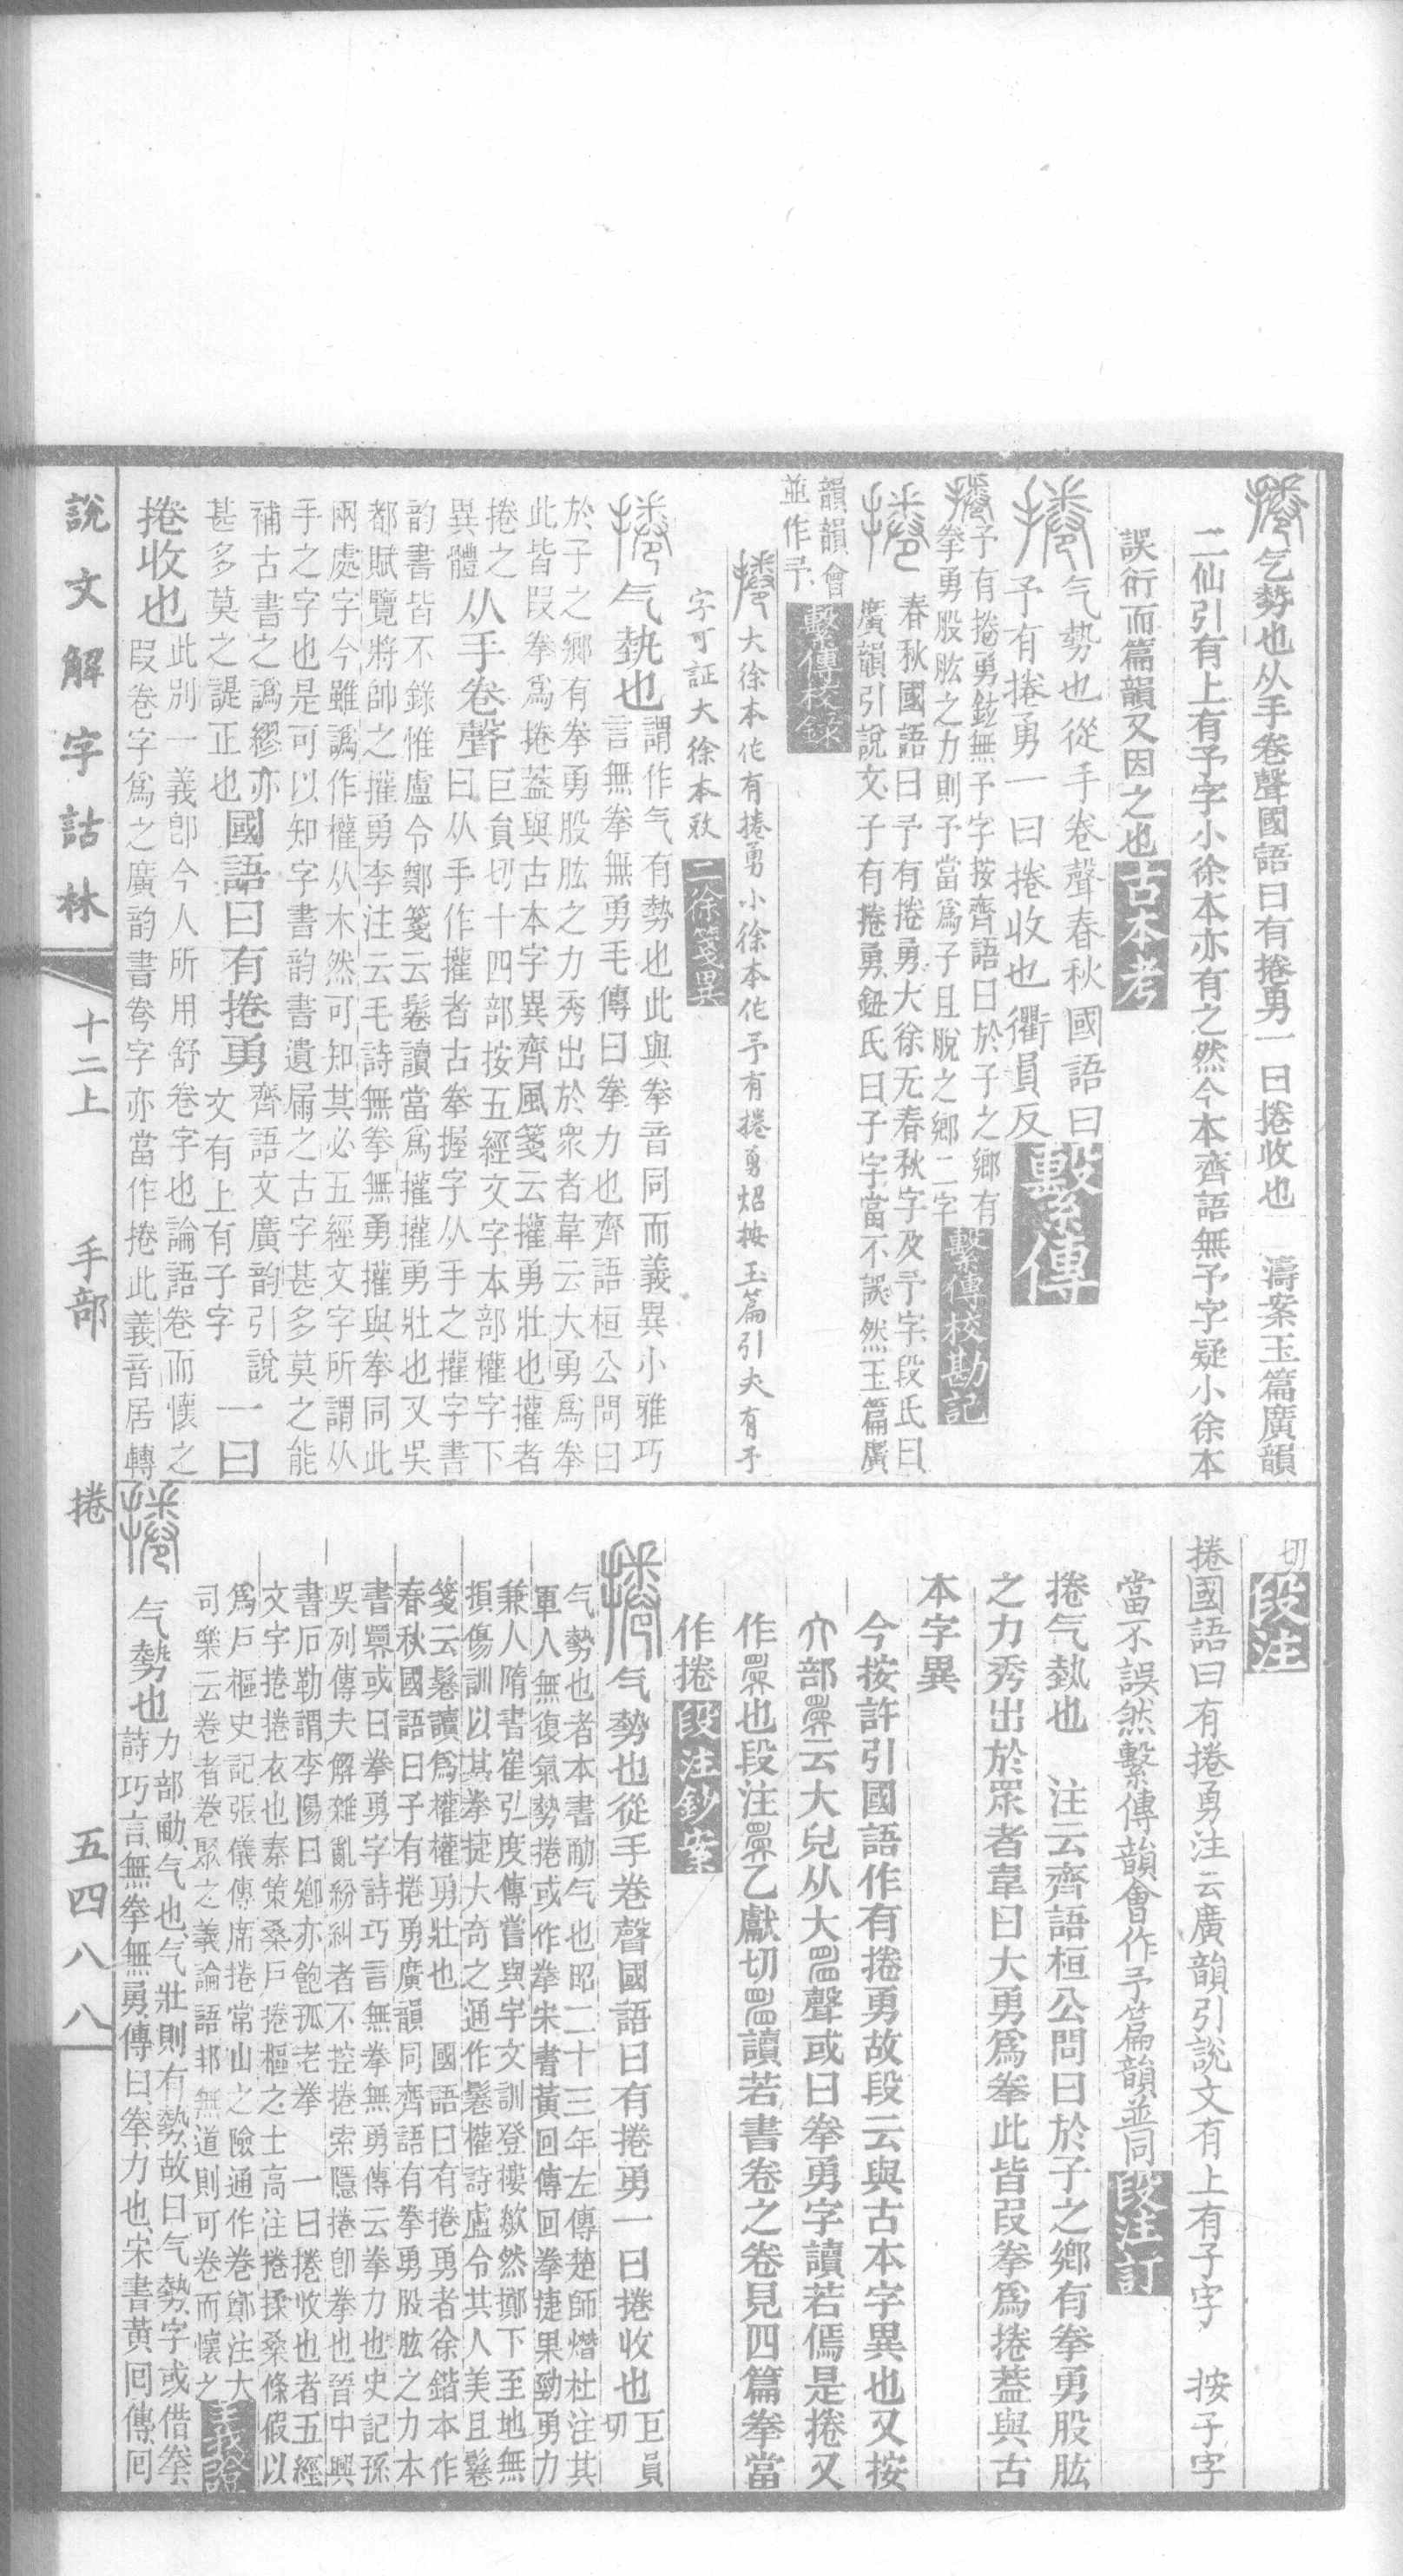 气勢也从手卷聲國語曰有捲勇一曰捲收也　濤案玉篇廣韻
二仙引有上有予字小徐本亦有之然今本齊語無予字疑小徐本
誤衍而篇韻又因之也古本考
气勢也從手卷聲春秋國語曰
予有捲勇一曰捲收也衢員反繫傳
捲予有捲勇鉉無予字按齊語曰於子之鄉有
拳勇股肱之力則予當爲子且脫之鄉二字繫傳校勘記
春秋國語曰予有捲勇大徐无春秋字及予字段氏曰
廣韻引說文子有捲勇鈕氏曰子字當不誤然玉篇廣
韻韻會
並作予繫傳校錄
大徐本作有捲勇小徐本作予有捲勇炤按玉篇引夫有予
字可証大徐本敚二徐箋異
气埶也謂作气有勢也此與拳音同而義異小雅巧
言無拳無勇毛傳曰拳力也齊語桓公問曰
於子之鄉有拳勇股肱之力秀出於衆者韋云大勇爲拳
此皆叚拳爲捲蓋與古本字異齊風箋云攉勇壯也攉者
捲之
異體从手卷聲巨負切十四部按五經文字本部權字下
曰从手作攉者古拳握字从手之攉字書
韵書皆不錄惟盧令鄭箋云鬈讀當爲攉攉勇壯也又吳
都賦覽將帥之攉勇李注云毛詩無拳無勇攉與拳同此
兩處字今雖譌作權从木然可知其必五經文字所謂从
手之字也是可以知字書韵書遺屚之古字甚多莫之能
補古書之譌繆亦
甚多莫之諟正也國語曰有捲勇齊語文廣韵引說
文有上有子字一曰
捲收也此別一義卽今人所用舒卷字也論語卷而懷之
叚卷字爲之廣韵書弮字亦當作捲此義音居轉
切段注
捲國語曰有捲勇注云廣韻引說文有上有子字　按子字
當不誤然繫傳韻會作予篇韻並同段注訂
捲气埶也　注云齊語桓公問曰於子之鄉有拳勇股肱
之力秀出於眾者韋曰大勇爲拳此皆叚拳爲捲蓋與古
本字異
今按許引國語作有捲勇故段云與古本字異也又按
云大皃从大聲或曰拳勇字讀若傿是捲又
作也段注乙獻切讀若書卷之卷見四篇拳當
作捲段注鈔案
气勢也從手卷聲國語曰有捲勇一曰捲收也巨員
切
气勢也者本書勈气也昭二十三年左傳楚師熸杜注其
軍人無復氣勢捲或作拳宋書黃回傳回拳捷果勁勇力
兼人隋書崔弘度傳嘗與宇文訓登樓欻然擲下至地無
損傷訓以其拳捷大奇之通作鬈權詩盧令其人美且鬈
箋云鬈讀爲權權勇壯也　國語曰有捲勇者徐鍇本作
春秋國語曰予有捲勇廣韻同齊語有拳勇股肱之力本
書奰或曰拳勇字詩巧言無拳無勇傳云拳力也史記孫
吳列傳夫解雜亂紛糾者不控捲索隱捲卽拳也晉中興
書石勒謂李陽曰鄉亦飽孤老拳　一曰捲收也者五經
文字捲捲衣也秦策桑戶捲樞之士高注捲揉桑條假以
爲戶樞史記張儀傳席捲常山之險通作卷鄭注大
司樂云卷者卷聚之義論語邦無道則可卷而懷之義證
气勢也力部勈气也气壯則有勢故曰气勢字或借拳
詩巧言無拳無勇傳曰拳力也宋書黃回傳回
說文解字詁林
十二上
手部
捲
五四八八